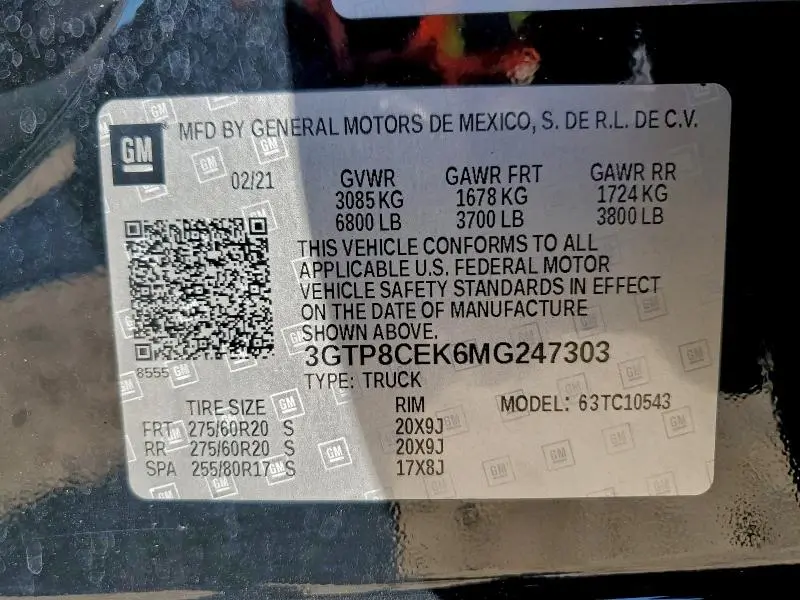 GM
MFD BY GENERAL MOTORS DE MEXICO, S. DE R.L. DE C.V.
02/21
GVWR GAWR FRT GAWR RR
3085 KG 1678 KG 1724 KG
6800 LB 3700 LB 3800 LB
THIS VEHICLE CONFORMS TO ALL
APPLICABLE U.S. FEDERAL MOTOR
VEHICLE SAFETY STANDARDS IN EFFECT
ON THE DATE OF MANUFACTURE
SHOWN ABOVE.
3GTP8CEK6MG247303
8555
TYPE: TRUCK
TIRE SIZE RIM MODEL: 63TC10543
FRT 275/60R20 S 20X9J
RR 275/60R20 S 20X9J
SPA 255/80R17 S 17X8J